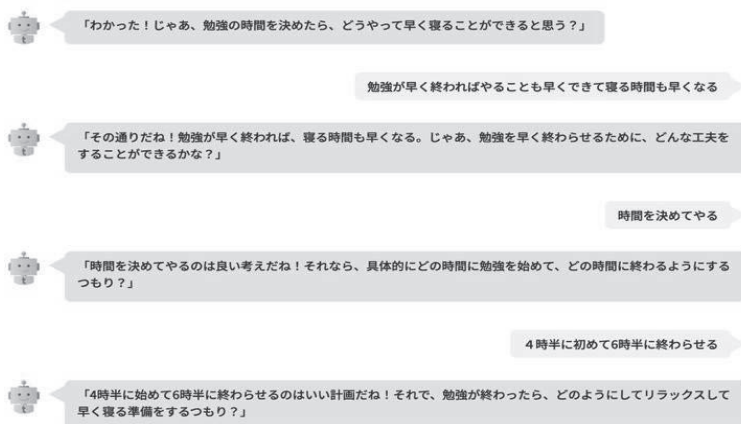 「わかった！じゃあ、勉強の時間を決めたら、どうやって早く寝ることができると思う？」
勉強が早く終わればやることも早くできて寝る時間も早くなる
「その通りだね！勉強が早く終われば、寝る時間も早くなる。じゃあ、勉強を早く終わらせるために、どんな工夫を
することができるかな？」
時間を決めてやる
「時間を決めてやるのは良い考えだね！それなら、具体的にどの時間に勉強を始めて、どの時間に終わるようにする
つもり？」
４時半に初めて6時半に終わらせる
「4時半に始めて6時半に終わらせるのはいい計画だね！それで、勉強が終わったら、どのようにしてリラックスして
早く寝る準備をするつもり？」